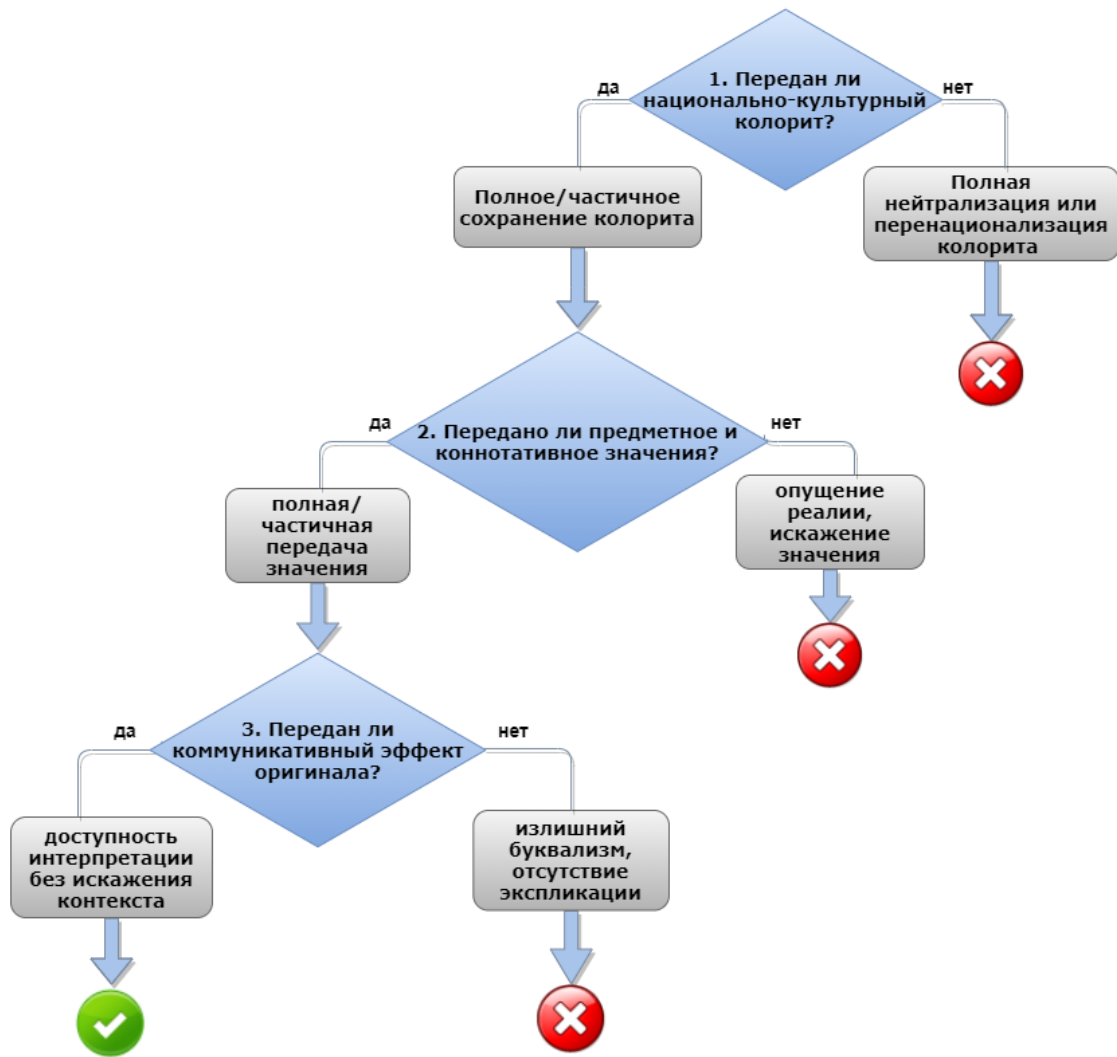 1. Передан ли
национально-культурный
колорит?
да
нет
Полное/частичное
сохранение колорита
Полная
нейтрализация или
перенационализация
колорита
2. Передано ли предметное и
коннотативное значения?
да
нет
полная/
частичная
передача
значения
опущение
реалии,
искажение
значения
3. Передан ли
коммуникативный эффект
оригинала?
да
нет
доступность
интерпретации
без искажения
контекста
излишний
буквализм,
отсутствие
экспликации